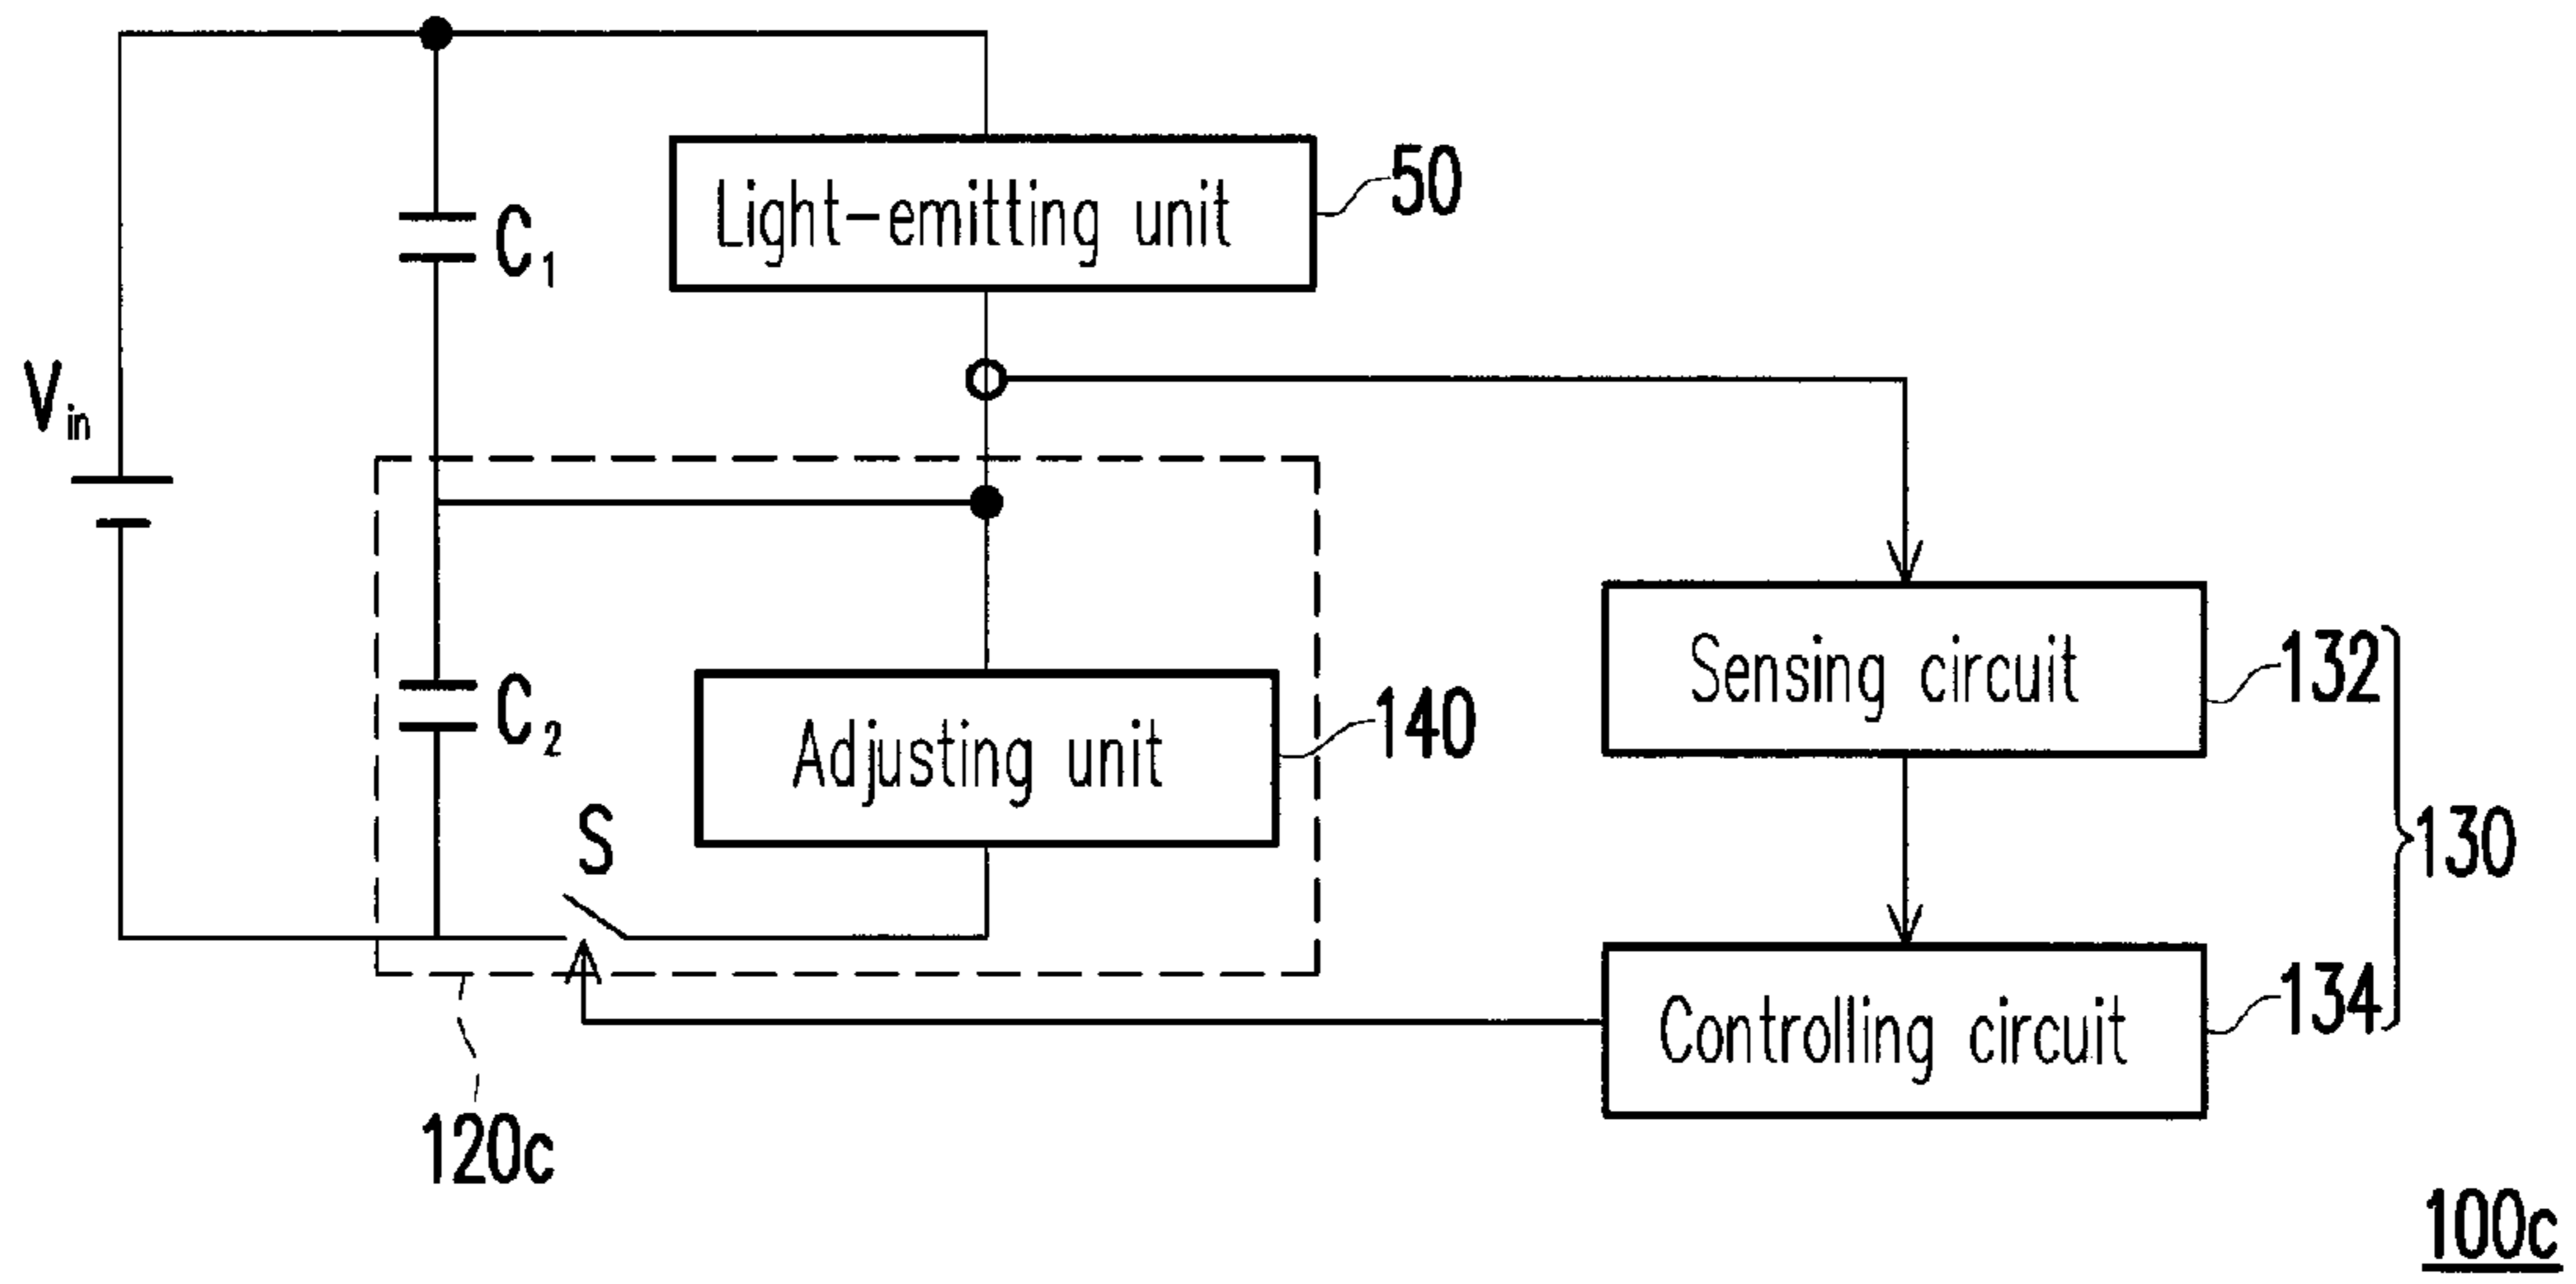 Light-emitting unit
50
C1
Vin
Sensing circuit
132
C2
Adjusting unit
140
S
130
Controlling circuit
134
120c
100c